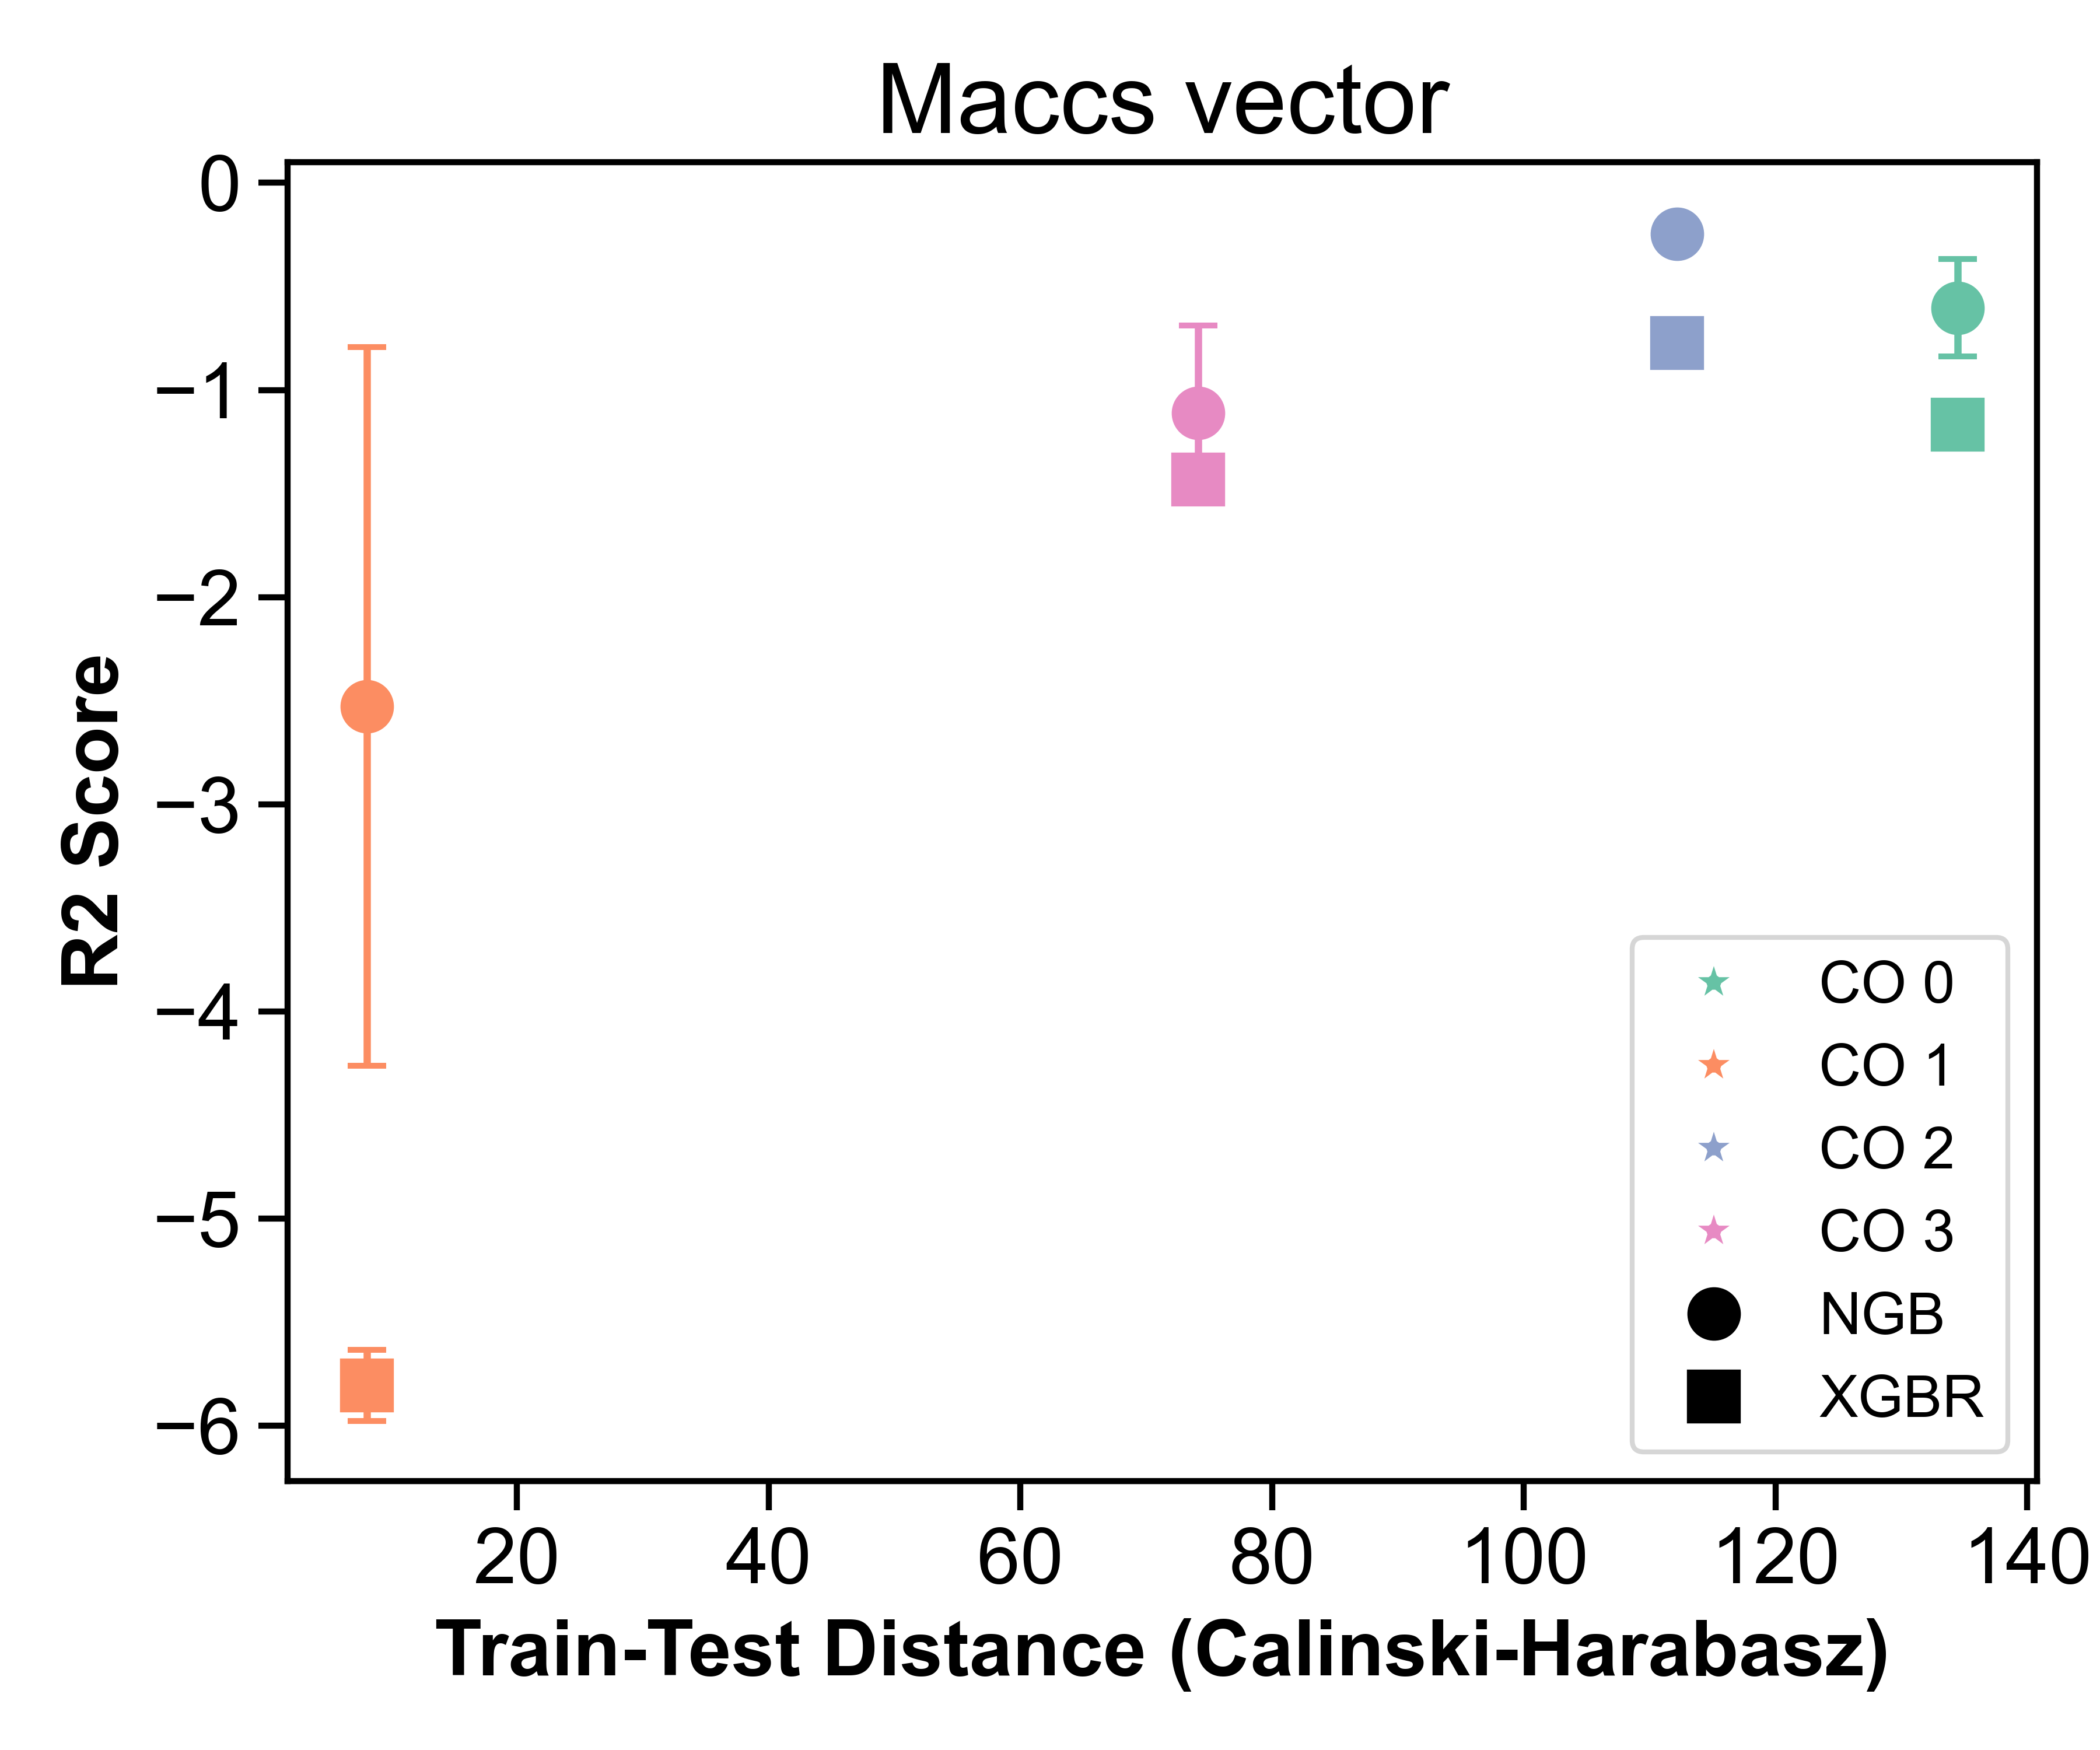 Maccs vector
0
−1
−2
−3
−4
−5
−6
R2 Score
CO 0
CO 1
CO 2
CO 3
NGB
XGBR
20 40 60 80 100 120 140
Train-Test Distance (Calinski-Harabasz)